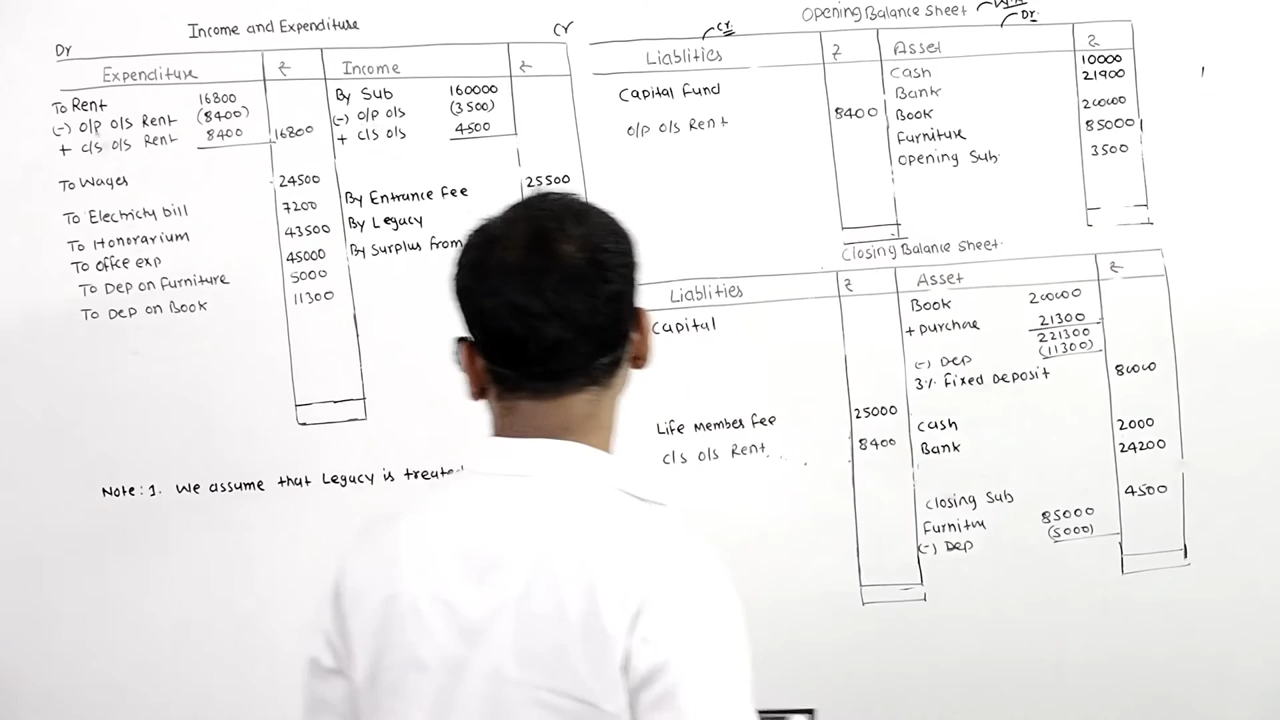 Income and Expenditure
Dr
Cr
Expenditure ₹ Income ₹
To Rent 16800
(-) O/p O/s Rent (8400)
+ C/s O/s Rent 8400 16800
To Wages 24500
To Electricty bill 7200
To Honorarium 43500
To Offce exp 45000
To Dep on Furniture 5000
To Dep on Book 11300
By Sub 160000
(-) O/p O/s (3500)
+ C/s O/s 4500
By Entrance Fee 25500
By Legacy
By Surplus from
Note: 1. We assume that Legacy is
Opening Balance Sheet
Cr.
Dr.
Liablities ₹ Asset ₹
Capital Fund
O/p O/s Rent 8400
Cash 10000
Bank 21900
Book 200000
Furniture 85000
Opening Sub. 3500
Closing Balance Sheet.
Liablities ₹ Asset ₹
Capital
Life Member Fee 25000
C/s O/s Rent 8400
Book 200000
+ Purchae 21300
221300
(-) Dep (11300)
3% Fixed Deposit 80000
Cash 2000
Bank 24200
Closing Sub 4500
Furnitu 85000
(-) Dep (5000)